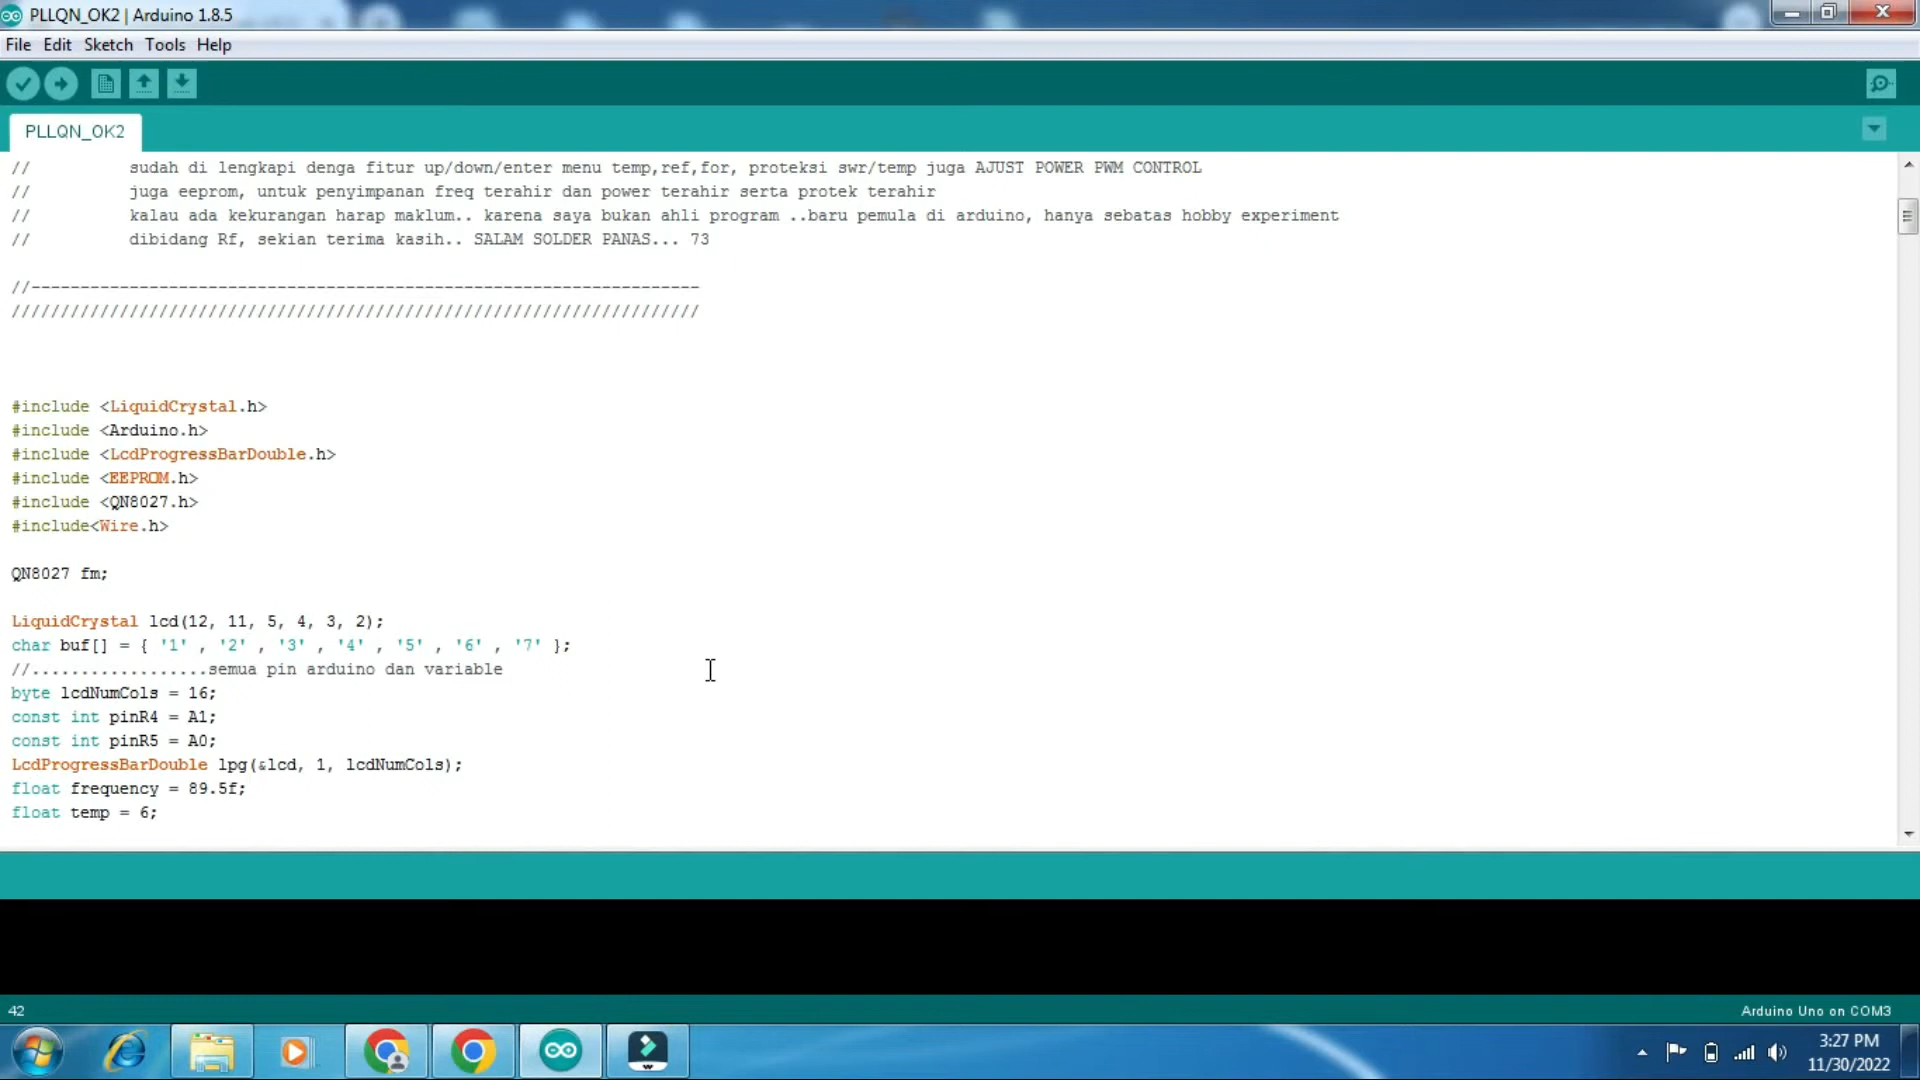 PLLQN_OK2 | Arduino 1.8.5
File Edit Sketch Tools Help
PLLQN_OK2
// sudah di lengkapi denga fitur up/down/enter menu temp,ref,for, proteksi swr/temp juga AJUST POWER PWM CONTROL
// juga eeprom, untuk penyimpanan freq terahir dan power terahir serta protek terahir
// kalau ada kekurangan harap maklum.. karena saya bukan ahli program ..baru pemula di arduino, hanya sebatas hobby experiment
// dibidang Rf, sekian terima kasih.. SALAM SOLDER PANAS... 73
//--------------------------------------------------------------------
//////////////////////////////////////////////////////////////////////
#include <LiquidCrystal.h>
#include <Arduino.h>
#include <LcdProgressBarDouble.h>
#include <EEPROM.h>
#include <QN8027.h>
#include<Wire.h>
QN8027 fm;
LiquidCrystal lcd(12, 11, 5, 4, 3, 2);
char buf[] = { '1' , '2' , '3' , '4' , '5' , '6' , '7' };
//..................semua pin arduino dan variable
byte lcdNumCols = 16;
const int pinR4 = A1;
const int pinR5 = A0;
LcdProgressBarDouble lpg(&lcd, 1, lcdNumCols);
float frequency = 89.5f;
float temp = 6;
42
Arduino Uno on COM3
3:27 PM
11/30/2022